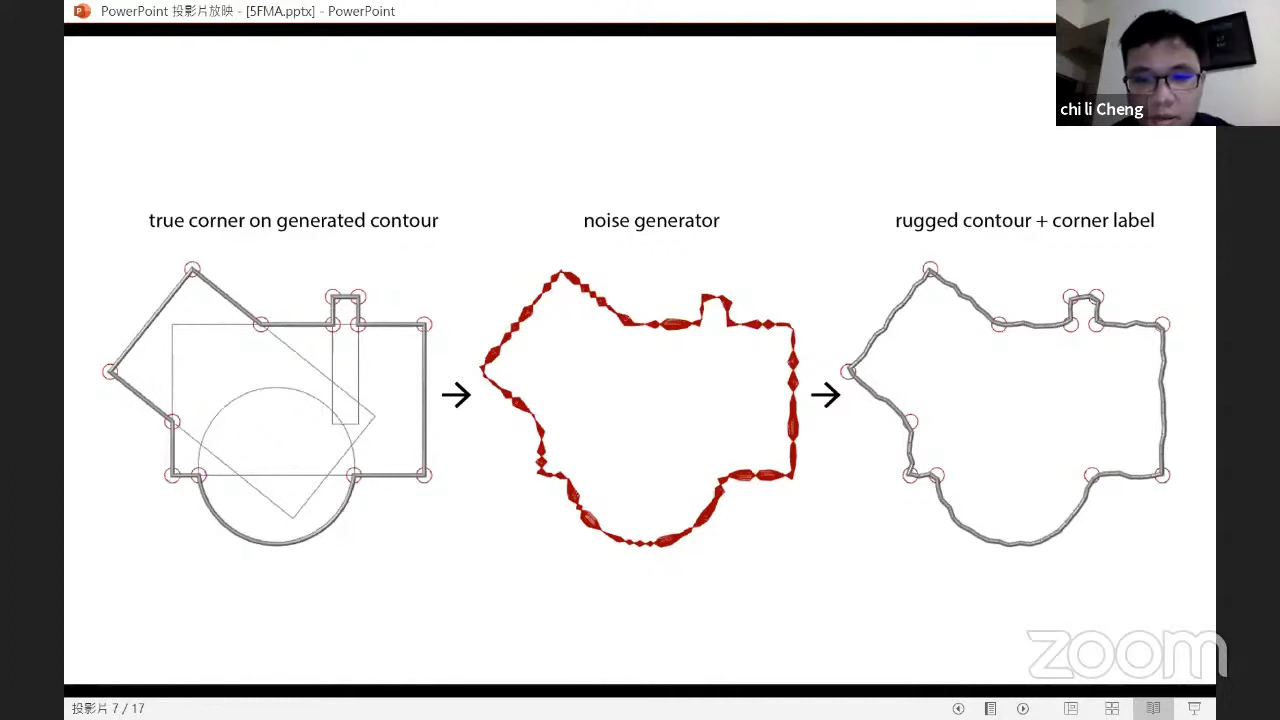 PowerPoint 投影片放映 - [5FMA.pptx] - PowerPoint
chi li Cheng
true corner on generated contour
noise generator
rugged contour + corner label
zoom
投影片 7 / 17